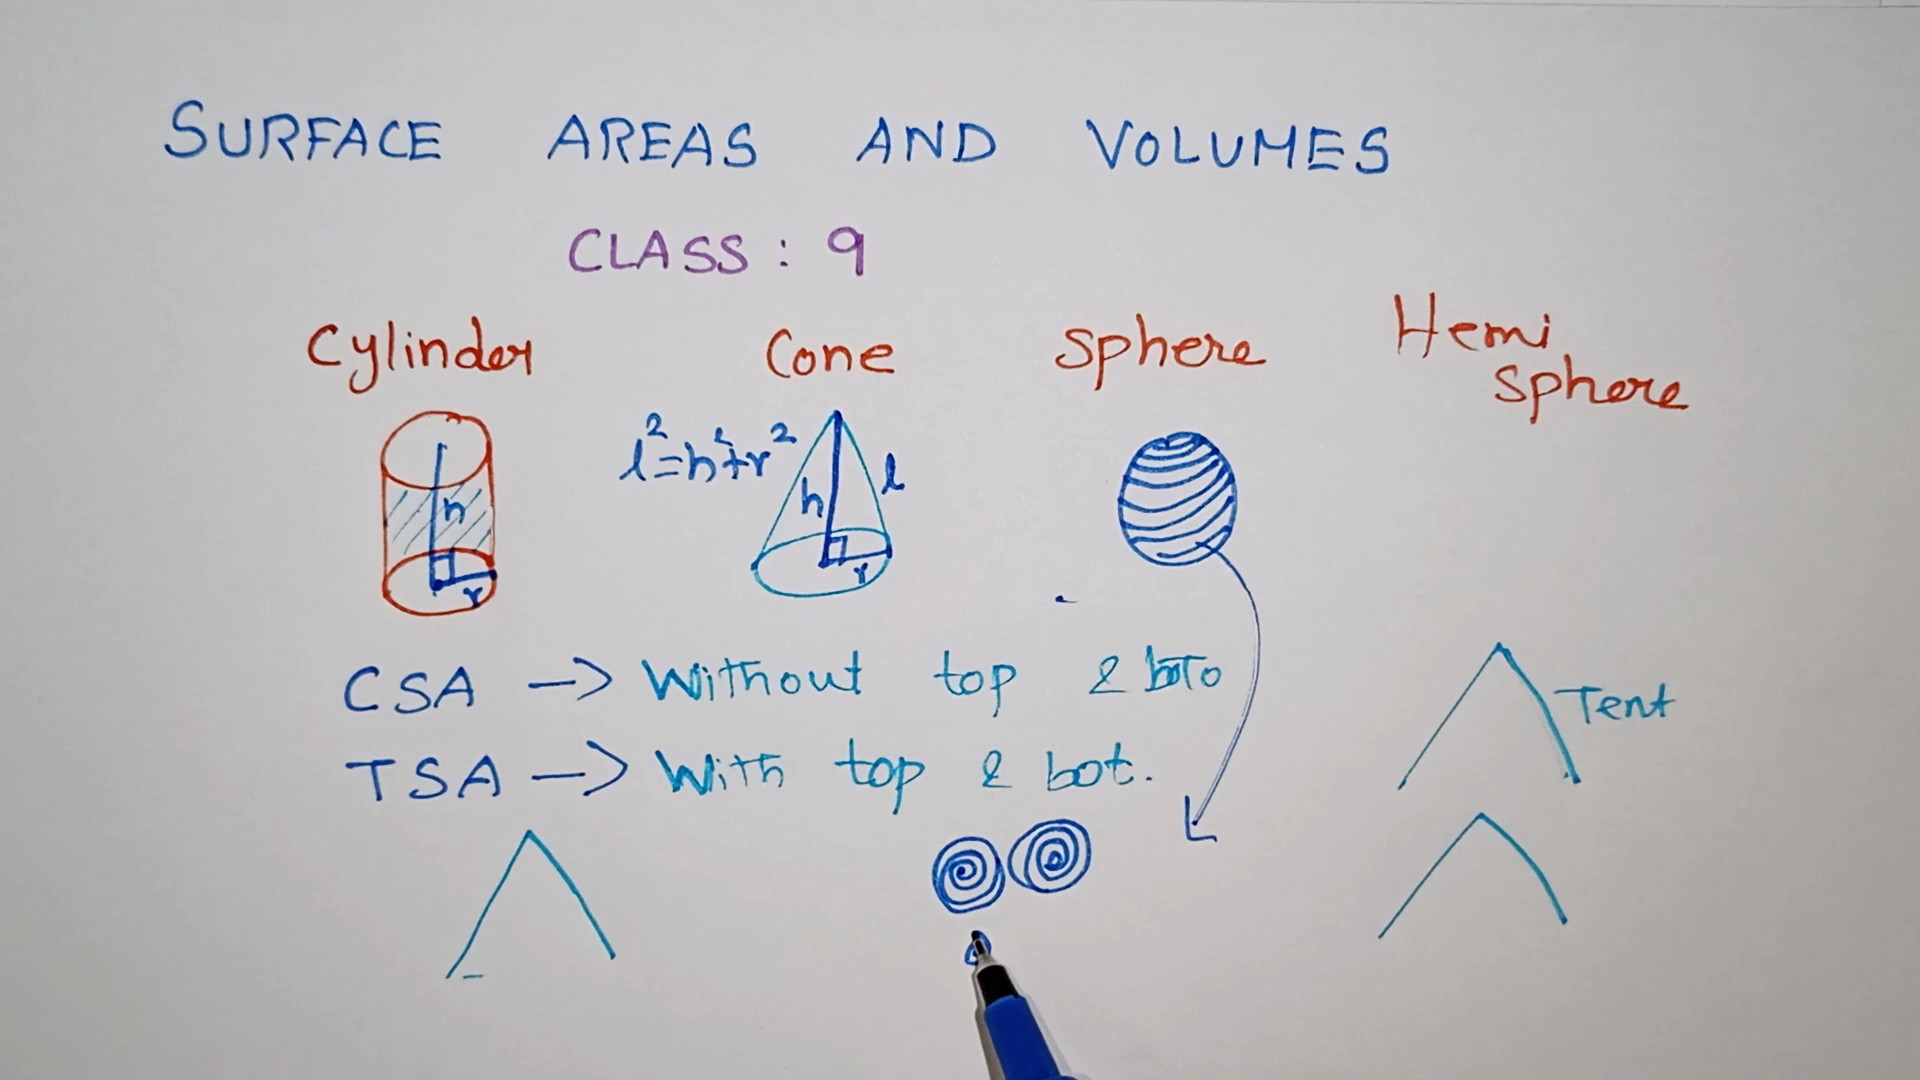 SURFACE AREAS AND VOLUMES
CLASS : 9
Cylinder Cone Sphere Hemi sphere
h
r
l²=h²+r²
h
l
r
CSA -> Without top & boto
Tent
TSA -> With top & bot.